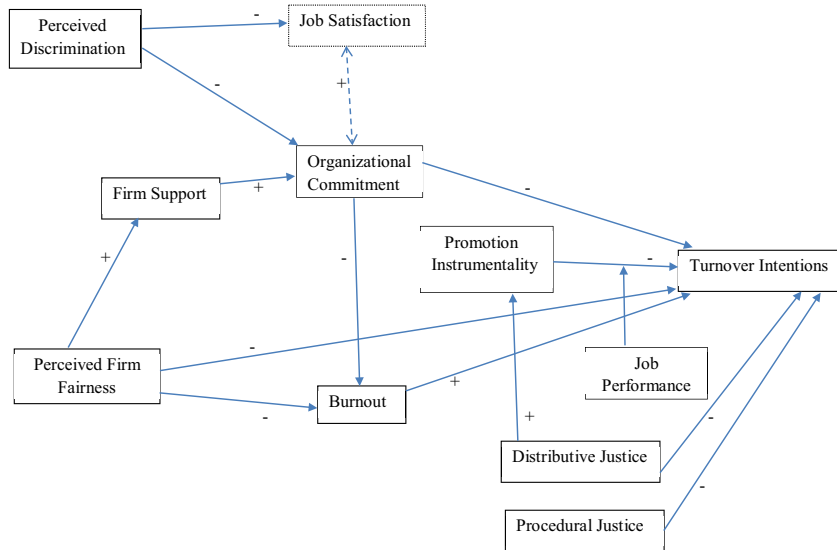 Perceived
Discrimination
-
Job Satisfaction
-
+
Organizational
Commitment
Firm Support
+
-
Promotion
Instrumentality
-
Turnover Intentions
+
-
-
Perceived Firm
Fairness
-
Burnout
+
Job
Performance
+
-
Distributive Justice
-
Procedural Justice